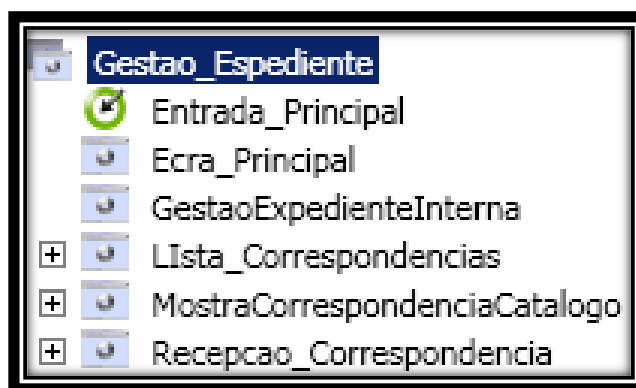 Gestao_Espediente
Entrada_Principal
Ecra_Principal
GestaoExpedienteInterna
LIsta_Correspondencias
MostraCorrespondenciaCatalogo
Recepcao_Correspondencia